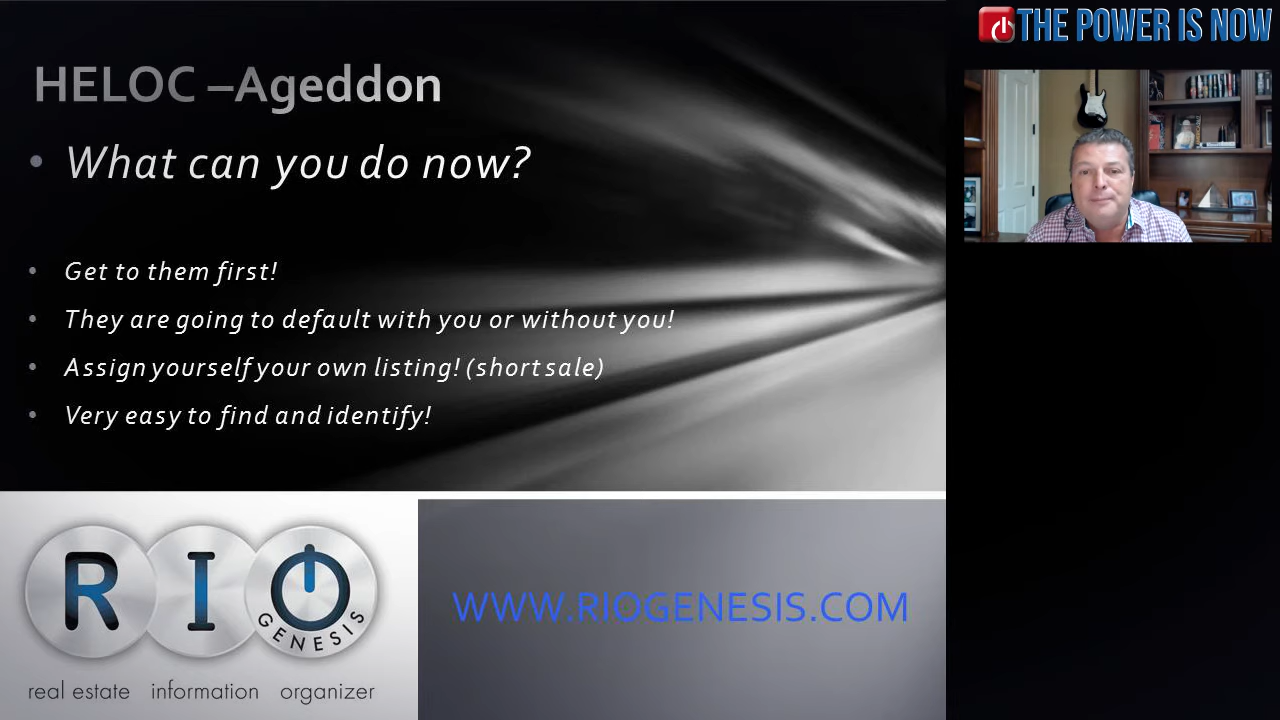 THE POWER IS NOW
HELOC –Ageddon
• What can you do now?
• Get to them first!
• They are going to default with you or without you!
• Assign yourself your own listing! (short sale)
• Very easy to find and identify!
R I O
GENESIS
real estate information organizer
WWW.RIOGENESIS.COM